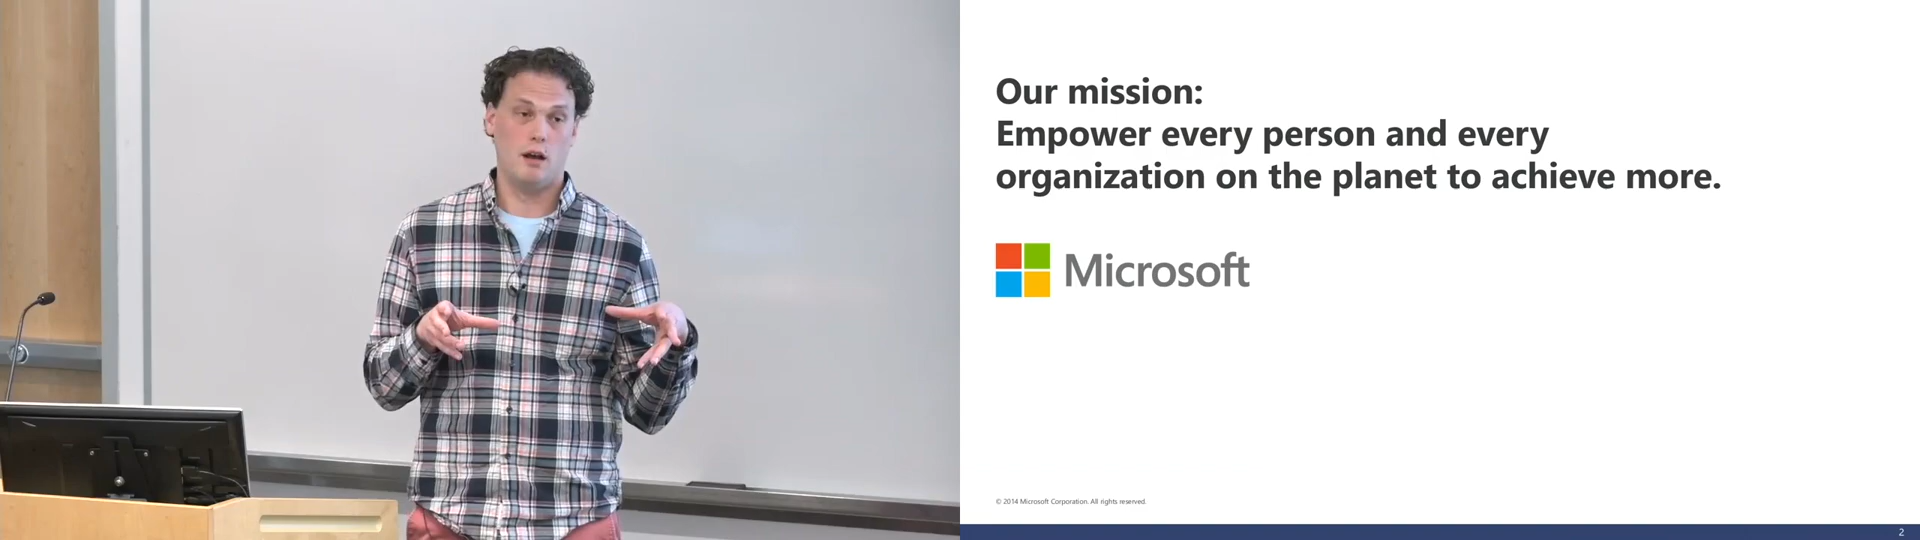 Our mission:
Empower every person and every
organization on the planet to achieve more.
Microsoft
© 2014 Microsoft Corporation. All rights reserved.
2